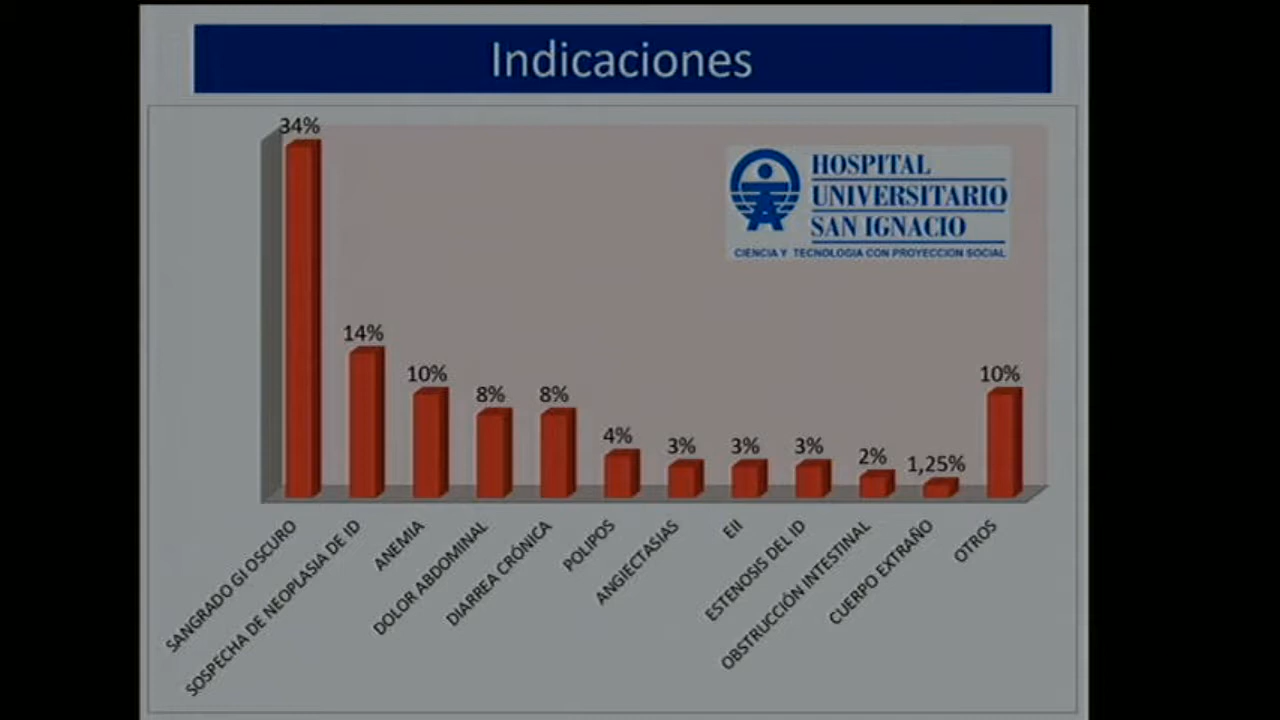 Indicaciones
34%
14%
10%
8%
8%
4%
3%
3%
3%
2%
1,25%
10%
HOSPITAL
UNIVERSITARIO
SAN IGNACIO
CIENCIA Y TECNOLOGIA CON PROYECCION SOCIAL
SANGRADO GI OSCURO
SOSPECHA DE NEOPLASIA DE ID
ANEMIA
DOLOR ABDOMINAL
DIARREA CRÓNICA
POLIPOS
ANGIECTASIAS
EII
ESTENOSIS DEL ID
OBSTRUCCIÓN INTESTINAL
CUERPO EXTRAÑO
OTROS